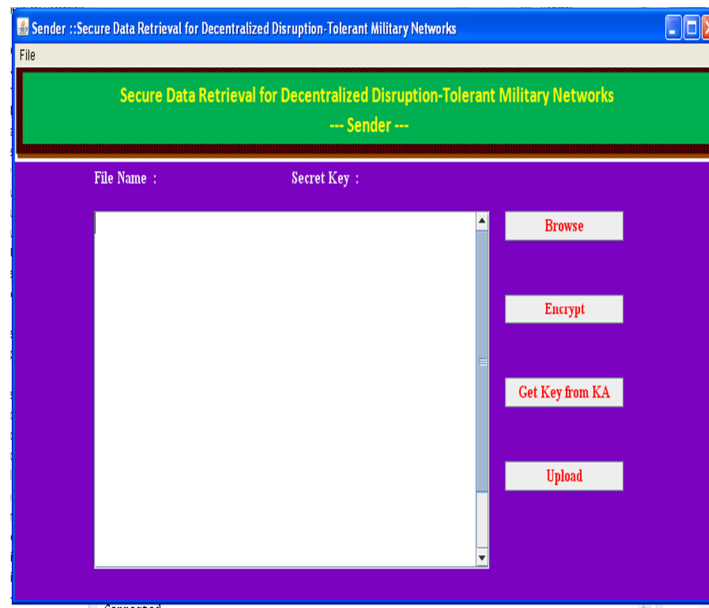 Sender ::Secure Data Retrieval for Decentralized Disruption-Tolerant Military Networks
File
Secure Data Retrieval for Decentralized Disruption-Tolerant Military Networks
--- Sender ---
File Name :
Secret Key :
Browse
Encrypt
Get Key from KA
Upload